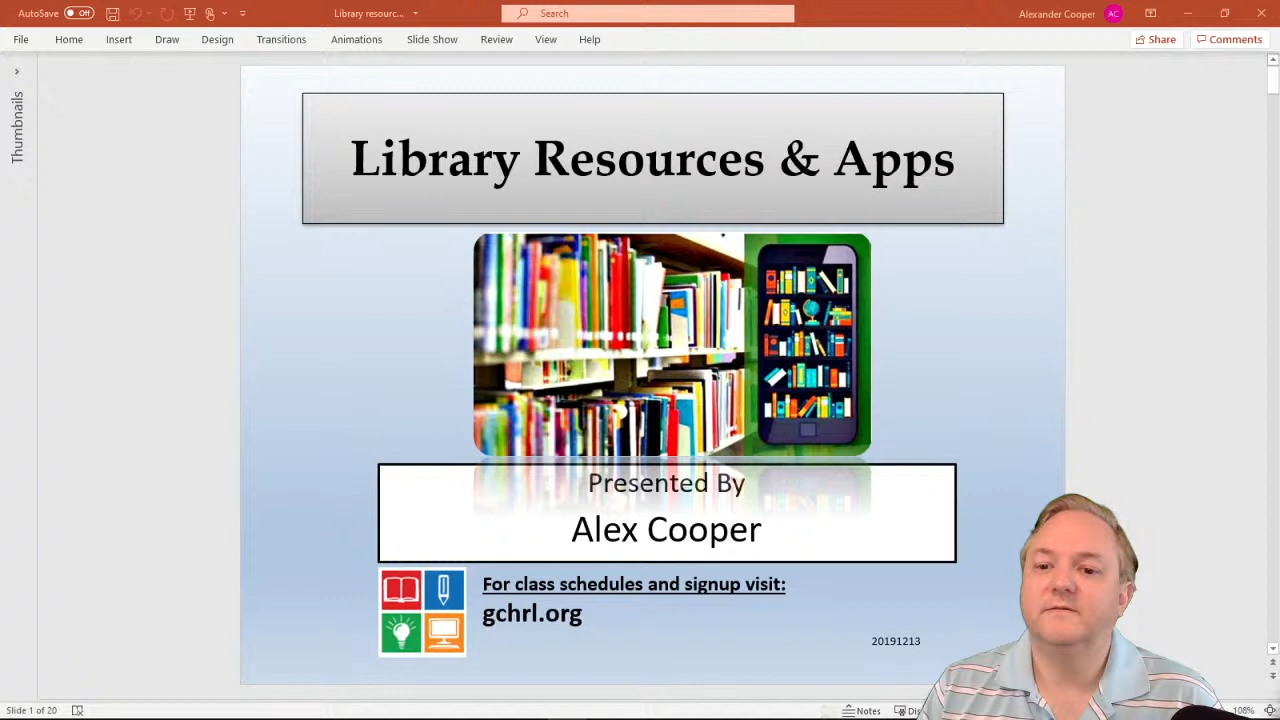 AutoSave Off Library resourc... Search Alexander Cooper AC
File Home Insert Draw Design Transitions Animations Slide Show Review View Help Share Comments
Thumbnails
Library Resources & Apps
Presented By
Alex Cooper
For class schedules and signup visit:
gchrl.org
20191213
Slide 1 of 20 Notes 108%